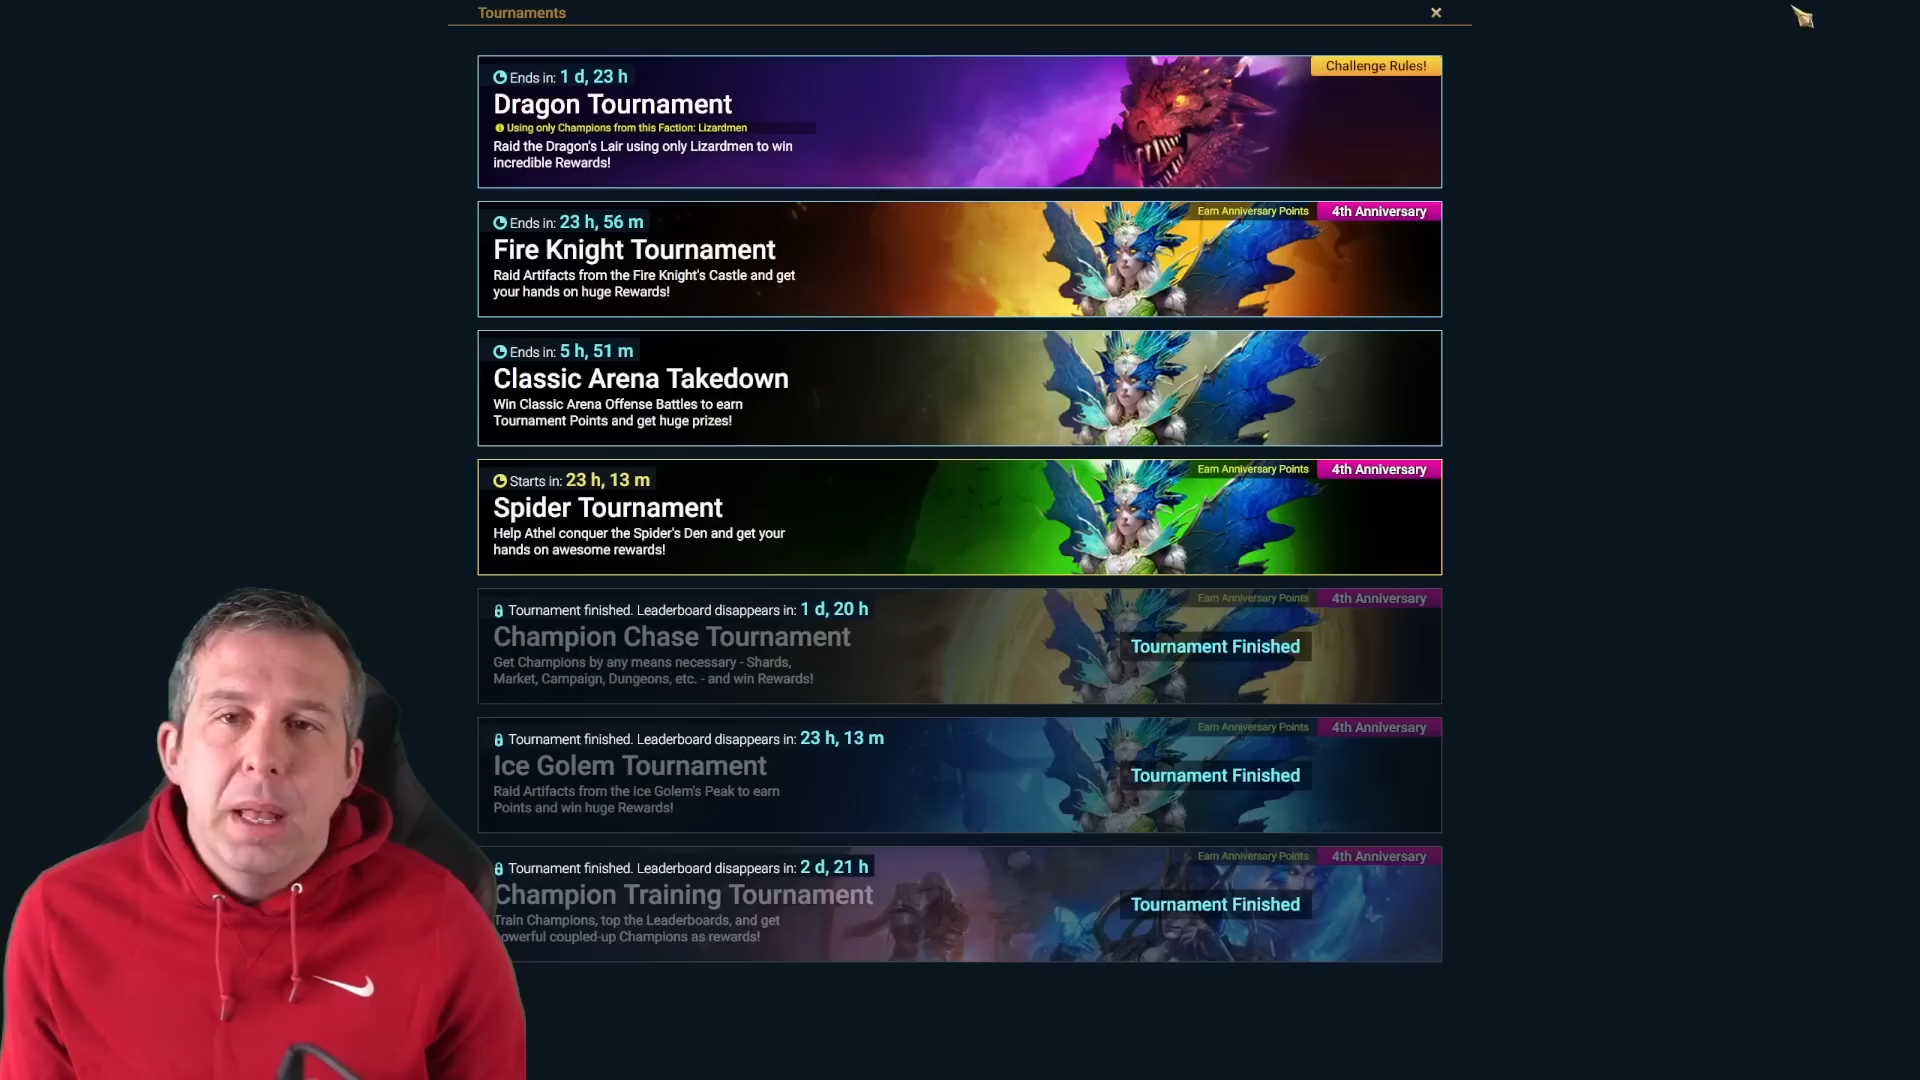 Tournaments
Ends in: 1 d, 23 h
Challenge Rules!
Dragon Tournament
Using only Champions from this Faction: Lizardmen
Raid the Dragon's Lair using only Lizardmen to win
incredible Rewards!
Ends in: 23 h, 56 m
Earn Anniversary Points
4th Anniversary
Fire Knight Tournament
Raid Artifacts from the Fire Knight's Castle and get
your hands on huge Rewards!
Ends in: 5 h, 51 m
Classic Arena Takedown
Win Classic Arena Offense Battles to earn
Tournament Points and get huge prizes!
Starts in: 23 h, 13 m
Earn Anniversary Points
4th Anniversary
Spider Tournament
Help Athel conquer the Spider's Den and get your
hands on awesome rewards!
Tournament finished. Leaderboard disappears in: 1 d, 20 h
Earn Anniversary Points
4th Anniversary
Champion Chase Tournament
Tournament Finished
Get Champions by any means necessary - Shards,
Market, Campaign, Dungeons, etc. - and win Rewards!
Tournament finished. Leaderboard disappears in: 23 h, 13 m
Earn Anniversary Points
4th Anniversary
Ice Golem Tournament
Tournament Finished
Raid Artifacts from the Ice Golem's Peak to earn
Points and win huge Rewards!
Tournament finished. Leaderboard disappears in: 2 d, 21 h
Earn Anniversary Points
4th Anniversary
Champion Training Tournament
Tournament Finished
Train Champions, top the Leaderboards, and get
powerful coupled-up Champions as rewards!